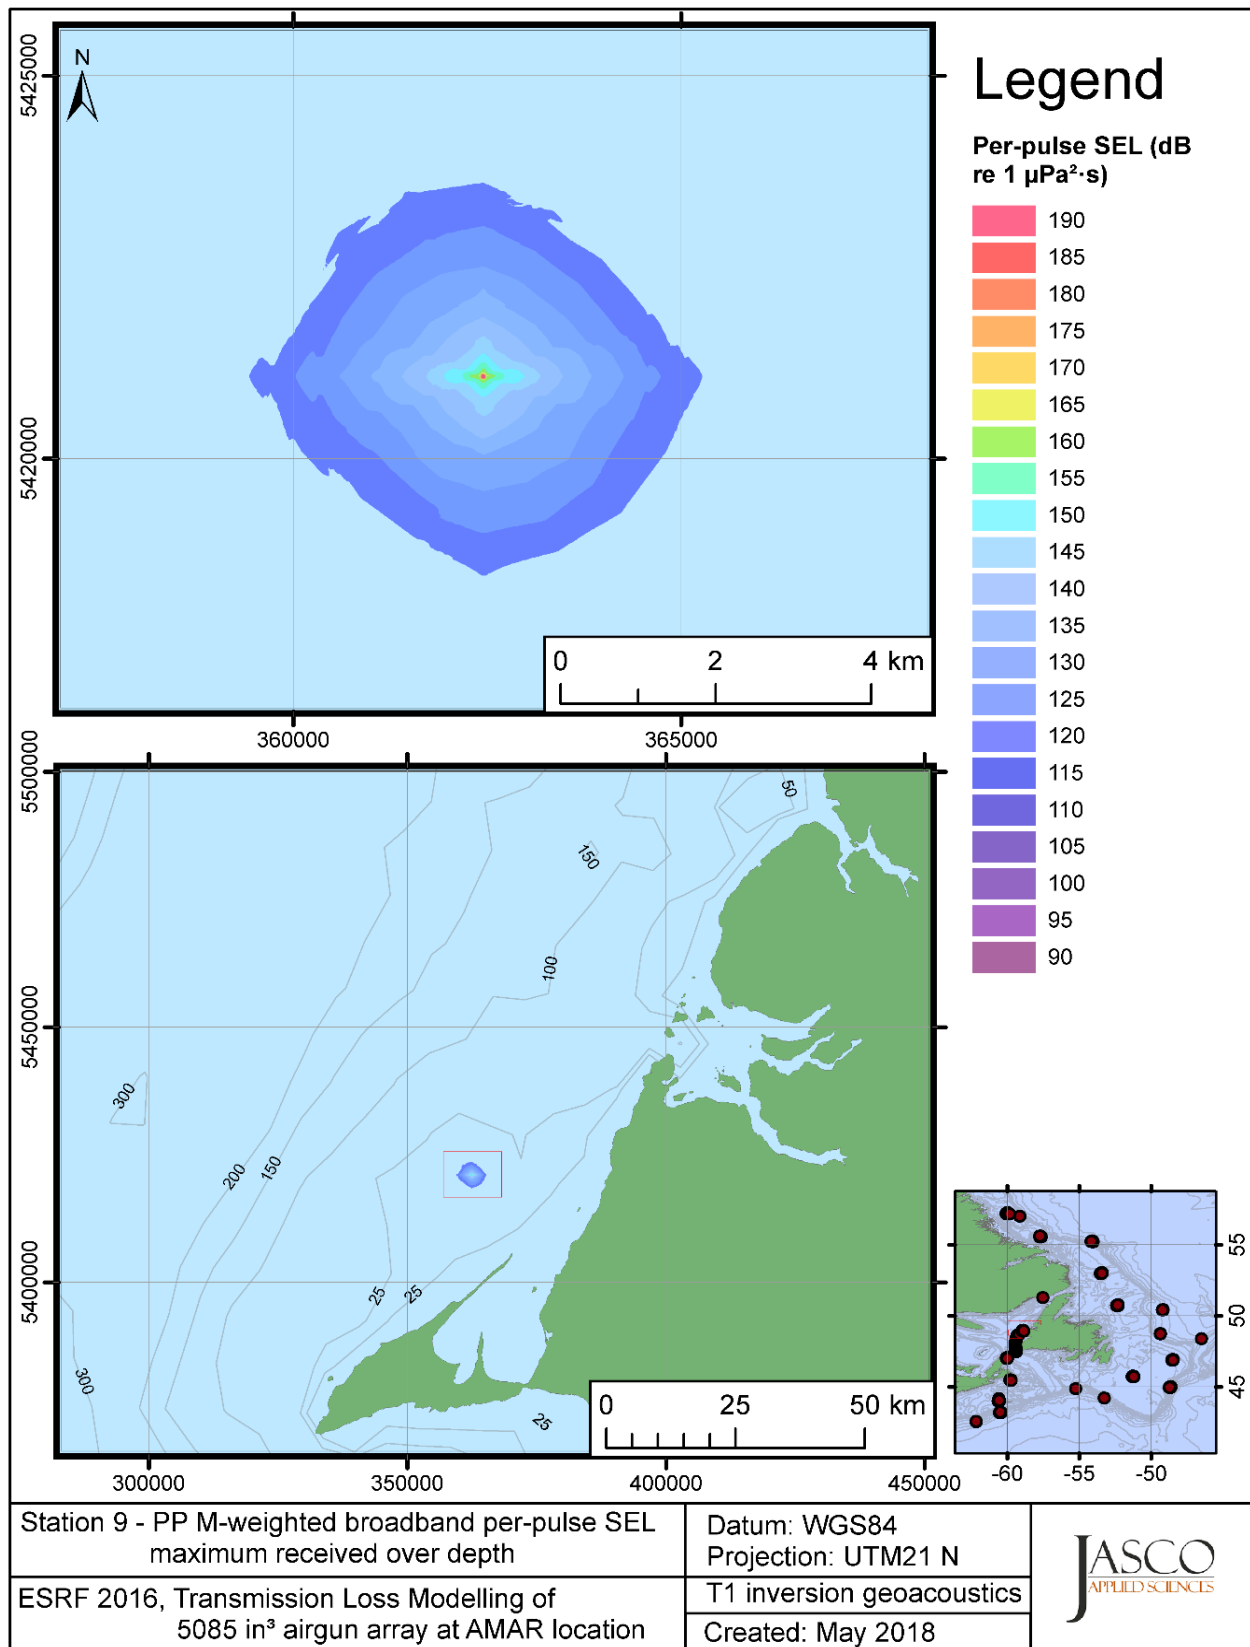 N
5425000
5420000
0 2 4 km
360000 365000
Legend
Per-pulse SEL (dB
re 1 µPa²·s)
190
185
180
175
170
165
160
155
150
145
140
135
130
125
120
115
110
105
100
95
90
5500000
5450000
5400000
50
150
100
300
200
150
25
25
300
25
0 25 50 km
300000 350000 400000 450000
55
50
45
-60 -55 -50
Station 9 - PP M-weighted broadband per-pulse SEL
maximum received over depth
ESRF 2016, Transmission Loss Modelling of
5085 in³ airgun array at AMAR location
Datum: WGS84
Projection: UTM21 N
T1 inversion geoacoustics
Created: May 2018
JASCO
APPLIED SCIENCES